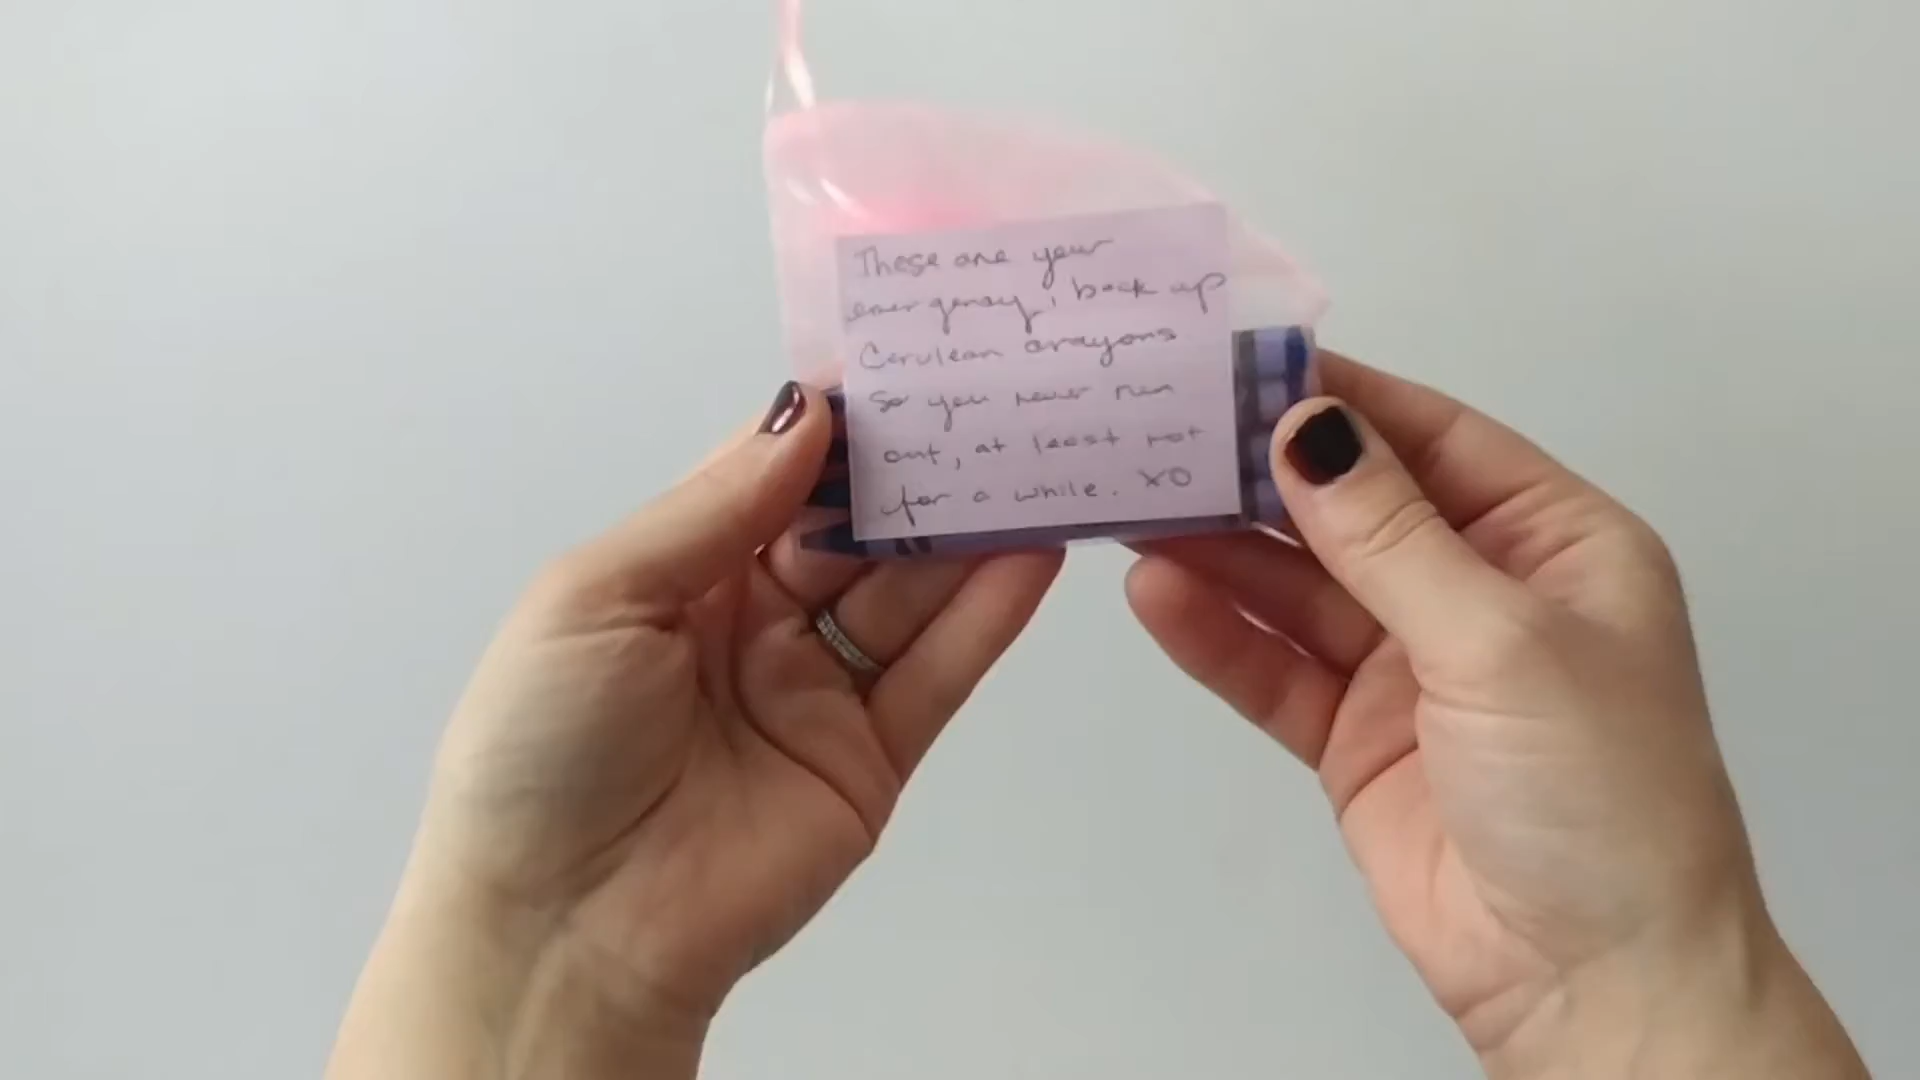 These are your
emergency, back up
Cerulean crayons
So you never run
out, at least not
for a while. XO